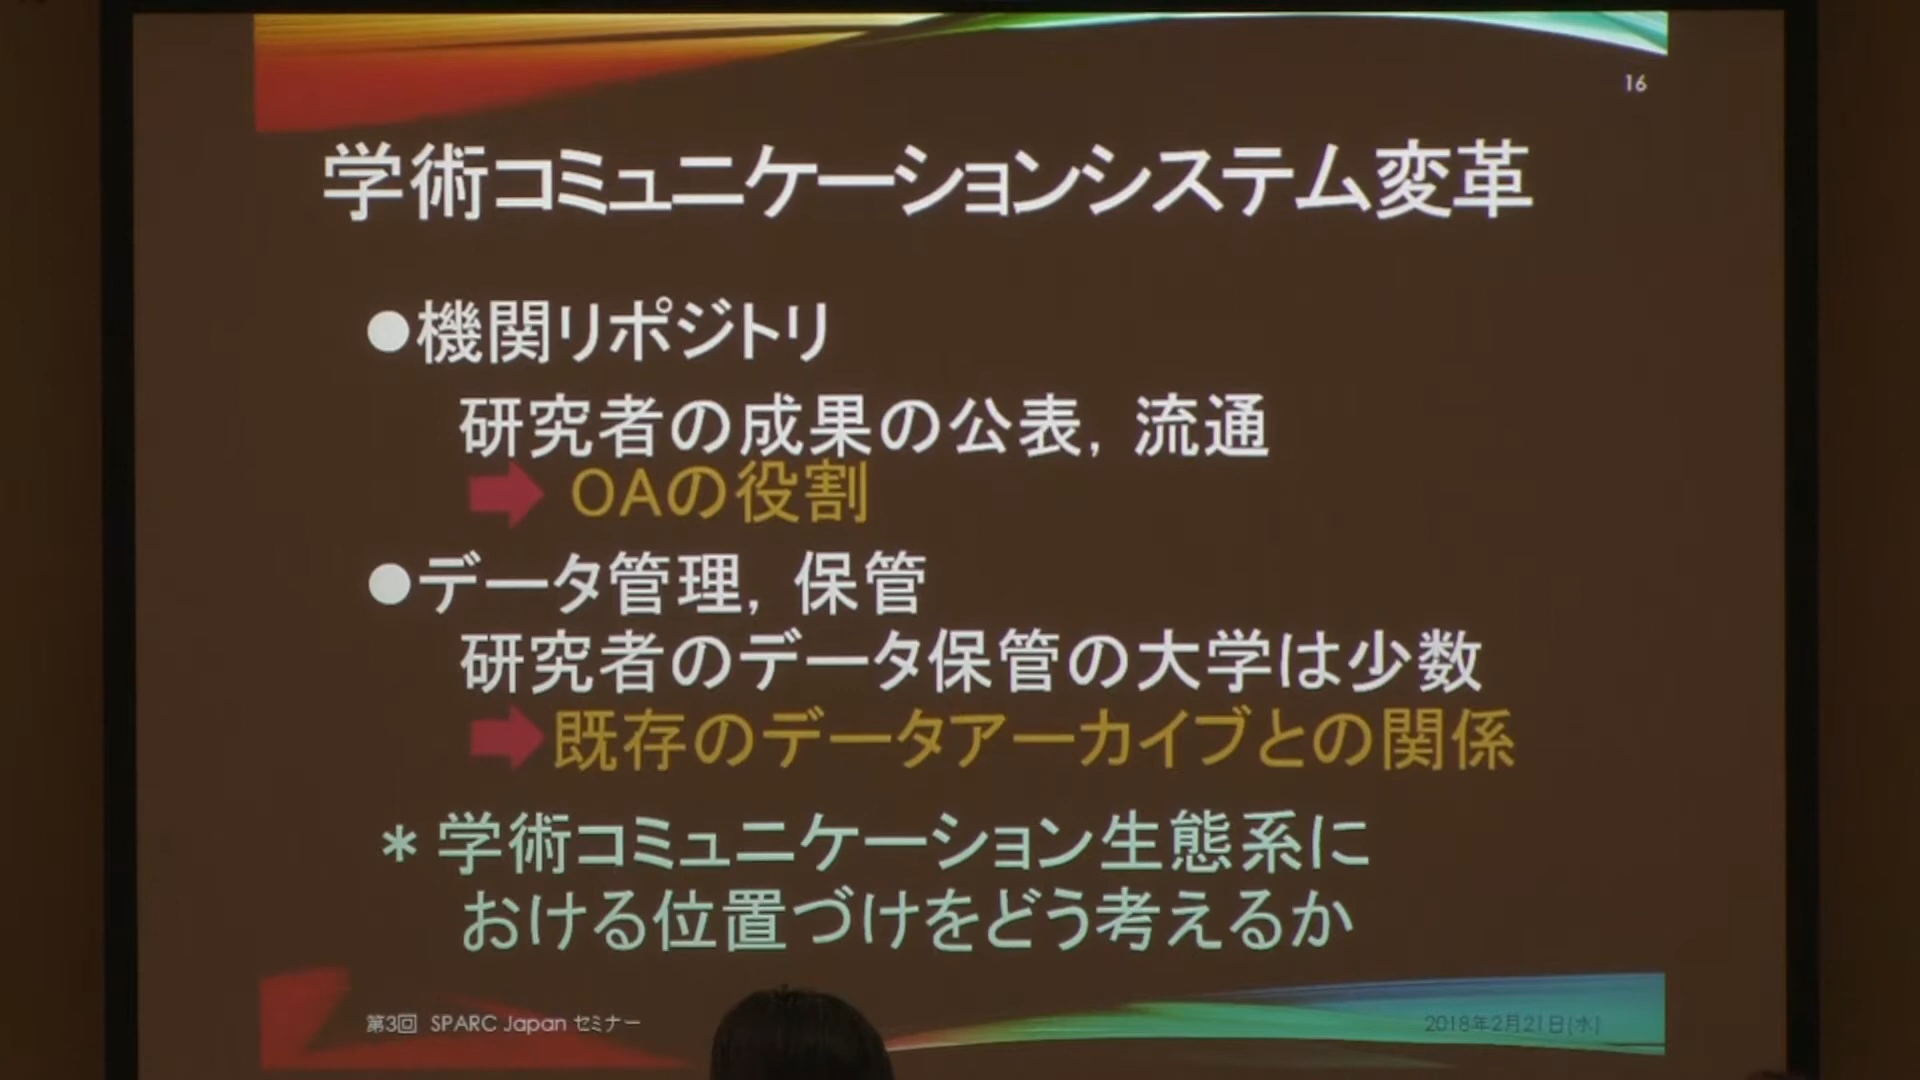 16
学術コミュニケーションシステム変革
●機関リポジトリ
研究者の成果の公表, 流通
OAの役割
●データ管理, 保管
研究者のデータ保管の大学は少数
既存のデータアーカイブとの関係
＊学術コミュニケーション生態系に
おける位置づけをどう考えるか
第3回 SPARC Japan セミナー
2018年2月21日(水)